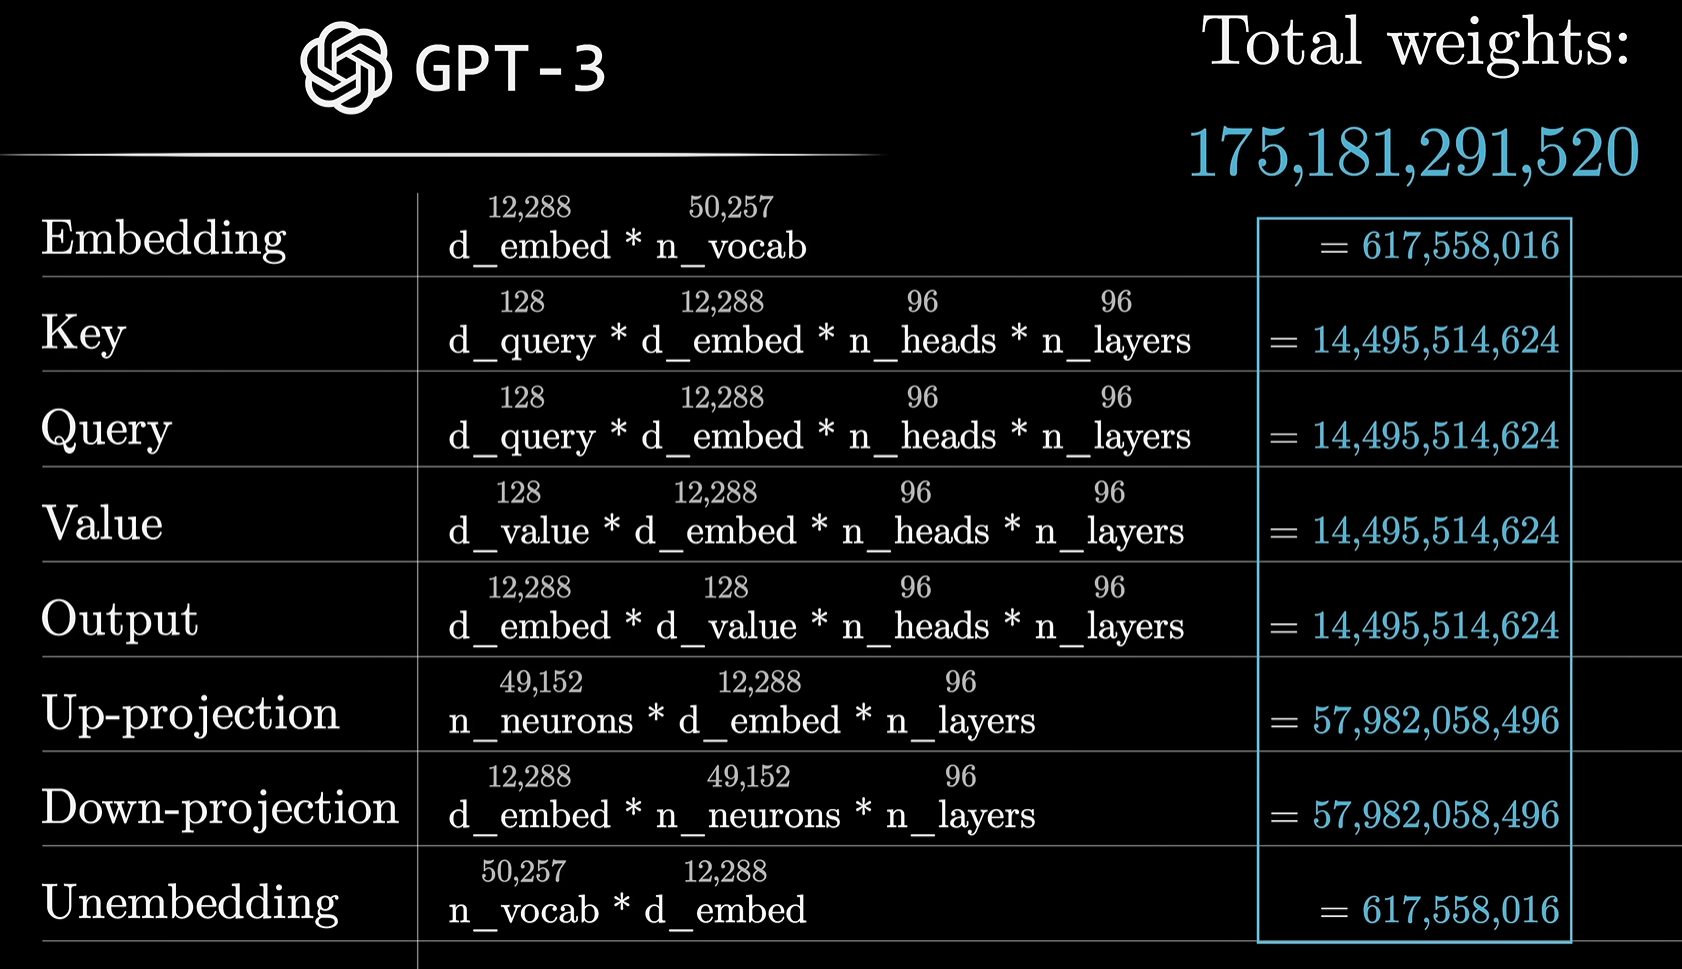 GPT-3
Total weights:
175,181,291,520
12,288 50,257
Embedding d_embed * n_vocab = 617,558,016
128 12,288 96 96
Key d_query * d_embed * n_heads * n_layers = 14,495,514,624
128 12,288 96 96
Query d_query * d_embed * n_heads * n_layers = 14,495,514,624
128 12,288 96 96
Value d_value * d_embed * n_heads * n_layers = 14,495,514,624
12,288 128 96 96
Output d_embed * d_value * n_heads * n_layers = 14,495,514,624
49,152 12,288 96
Up-projection n_neurons * d_embed * n_layers = 57,982,058,496
12,288 49,152 96
Down-projection d_embed * n_neurons * n_layers = 57,982,058,496
50,257 12,288
Unembedding n_vocab * d_embed = 617,558,016